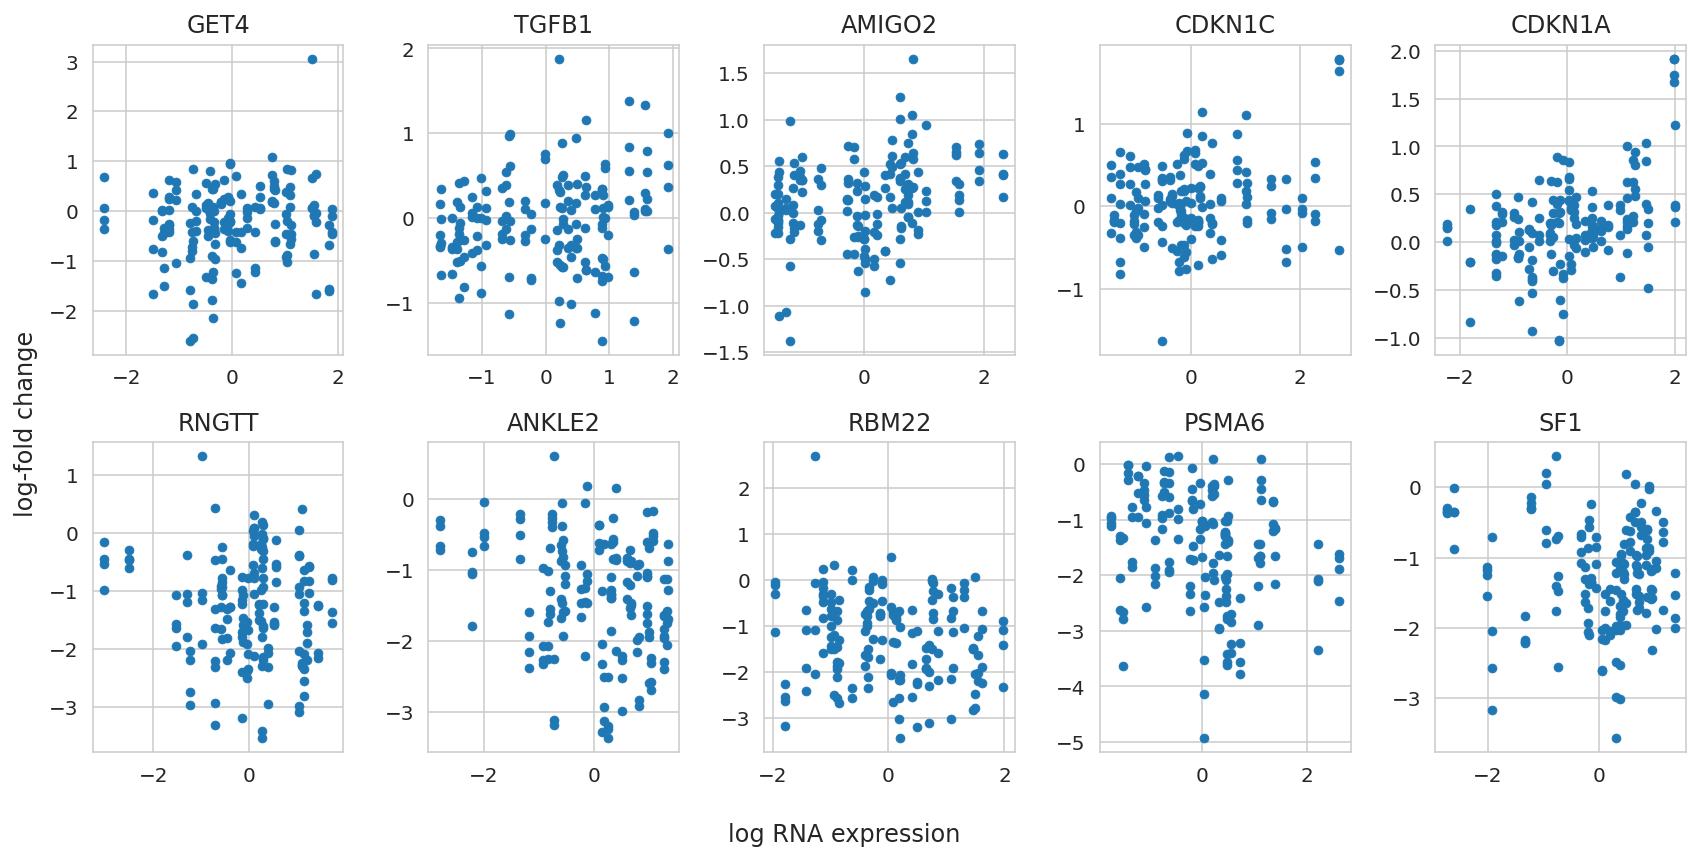 GET4 TGFB1 AMIGO2 CDKN1C CDKN1A
3 2 1 0 −1 −2
−2 0 2
2 1 0 −1
−1 0 1 2
1.5 1.0 0.5 0.0 −0.5 −1.0 −1.5
0 2
1 0 −1
0 2
2.0 1.5 1.0 0.5 0.0 −0.5 −1.0
−2 0 2
log-fold change
RNGTT ANKLE2 RBM22 PSMA6 SF1
1 0 −1 −2 −3
−2 0
0 −1 −2 −3
−2 0
2 1 0 −1 −2 −3
−2 0 2
0 −1 −2 −3 −4 −5
0 2
0 −1 −2 −3
−2 0
log RNA expression